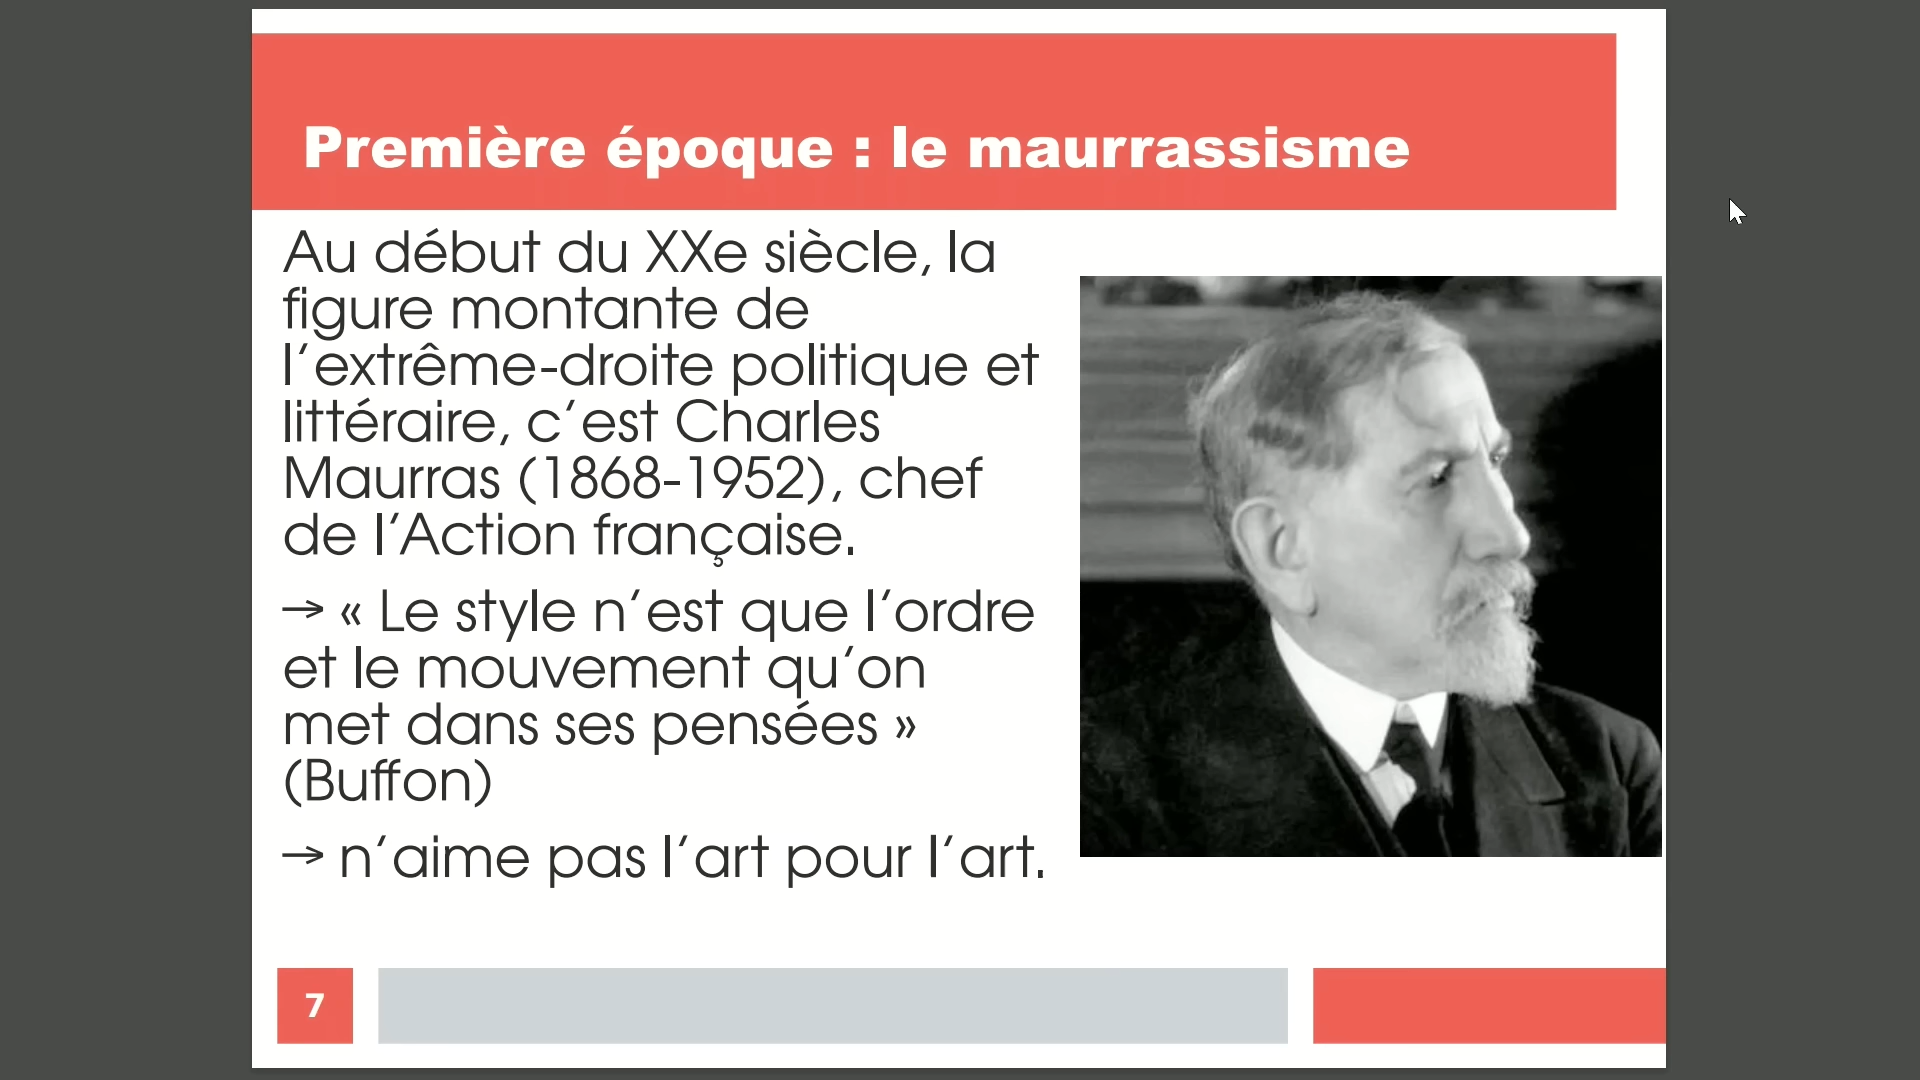 Première époque : le maurrassisme
Au début du XXe siècle, la
figure montante de
l’extrême-droite politique et
littéraire, c’est Charles
Maurras (1868-1952), chef
de l’Action française.
→ « Le style n’est que l’ordre
et le mouvement qu’on
met dans ses pensées »
(Buffon)
→ n’aime pas l’art pour l’art.
7